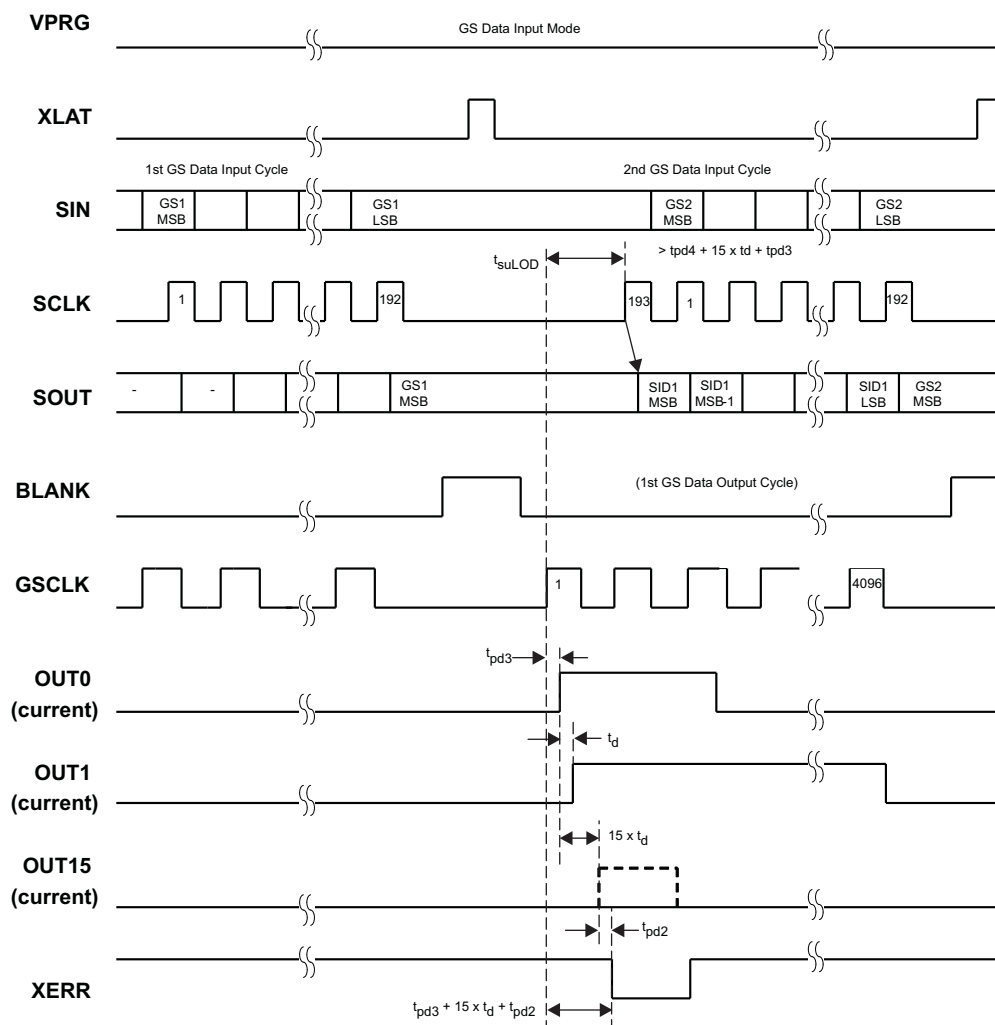 VPRG
GS Data Input Mode
XLAT
1st GS Data Input Cycle
2nd GS Data Input Cycle
SIN
GS1
MSB
GS1
LSB
GS2
MSB
GS2
LSB
tsuLOD
> tpd4 + 15 x td + tpd3
SCLK
1
192
193
1
192
SOUT
-
-
GS1
MSB
SID1
MSB
SID1
MSB-1
SID1
LSB
GS2
MSB
BLANK
(1st GS Data Output Cycle)
GSCLK
1
4096
tpd3
OUT0
(current)
td
OUT1
(current)
15 x td
OUT15
(current)
tpd2
XERR
tpd3 + 15 x td + tpd2